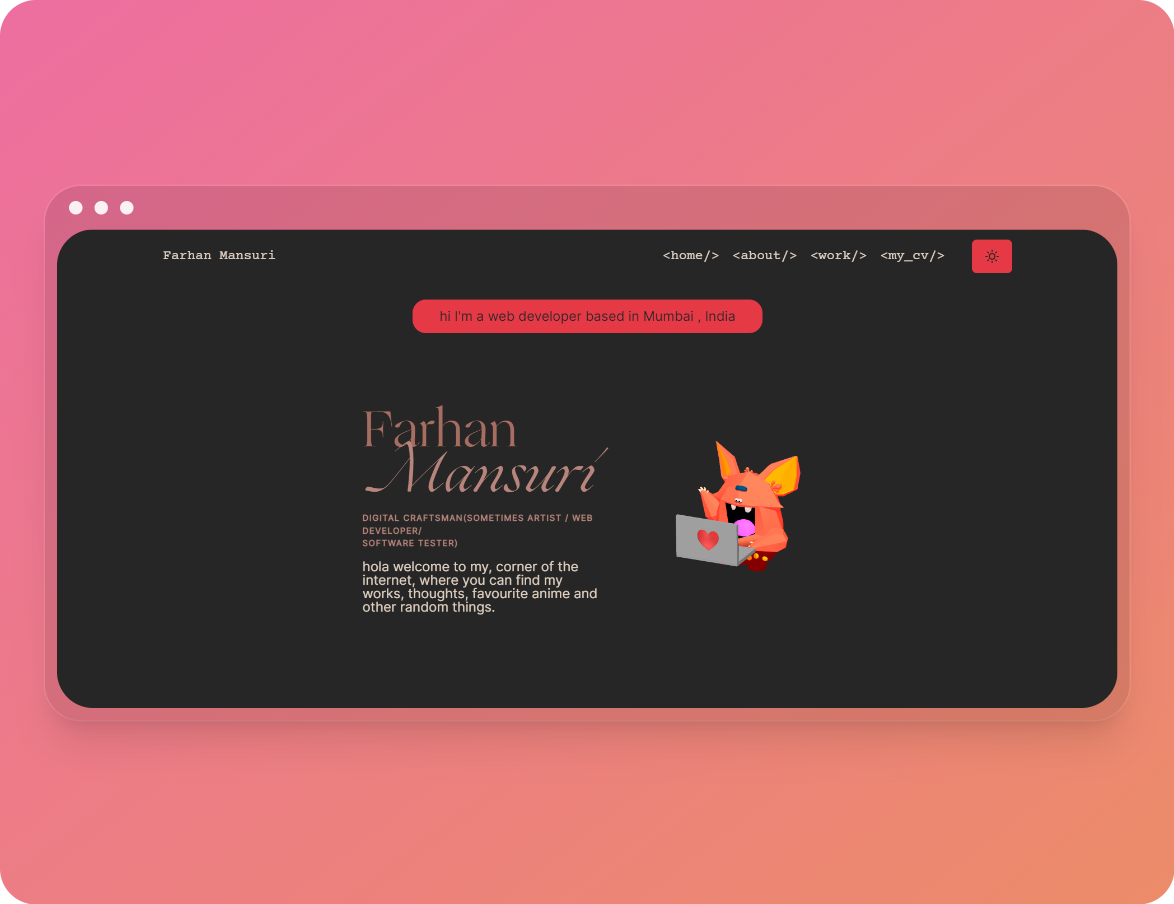 Farhan Mansuri
<home/> <about/> <work/> <my_cv/>
hi I'm a web developer based in Mumbai , India
Farhan
Mansuri
DIGITAL CRAFTSMAN(SOMETIMES ARTIST / WEB
DEVELOPER/
SOFTWARE TESTER)
hola welcome to my, corner of the
internet, where you can find my
works, thoughts, favourite anime and
other random things.